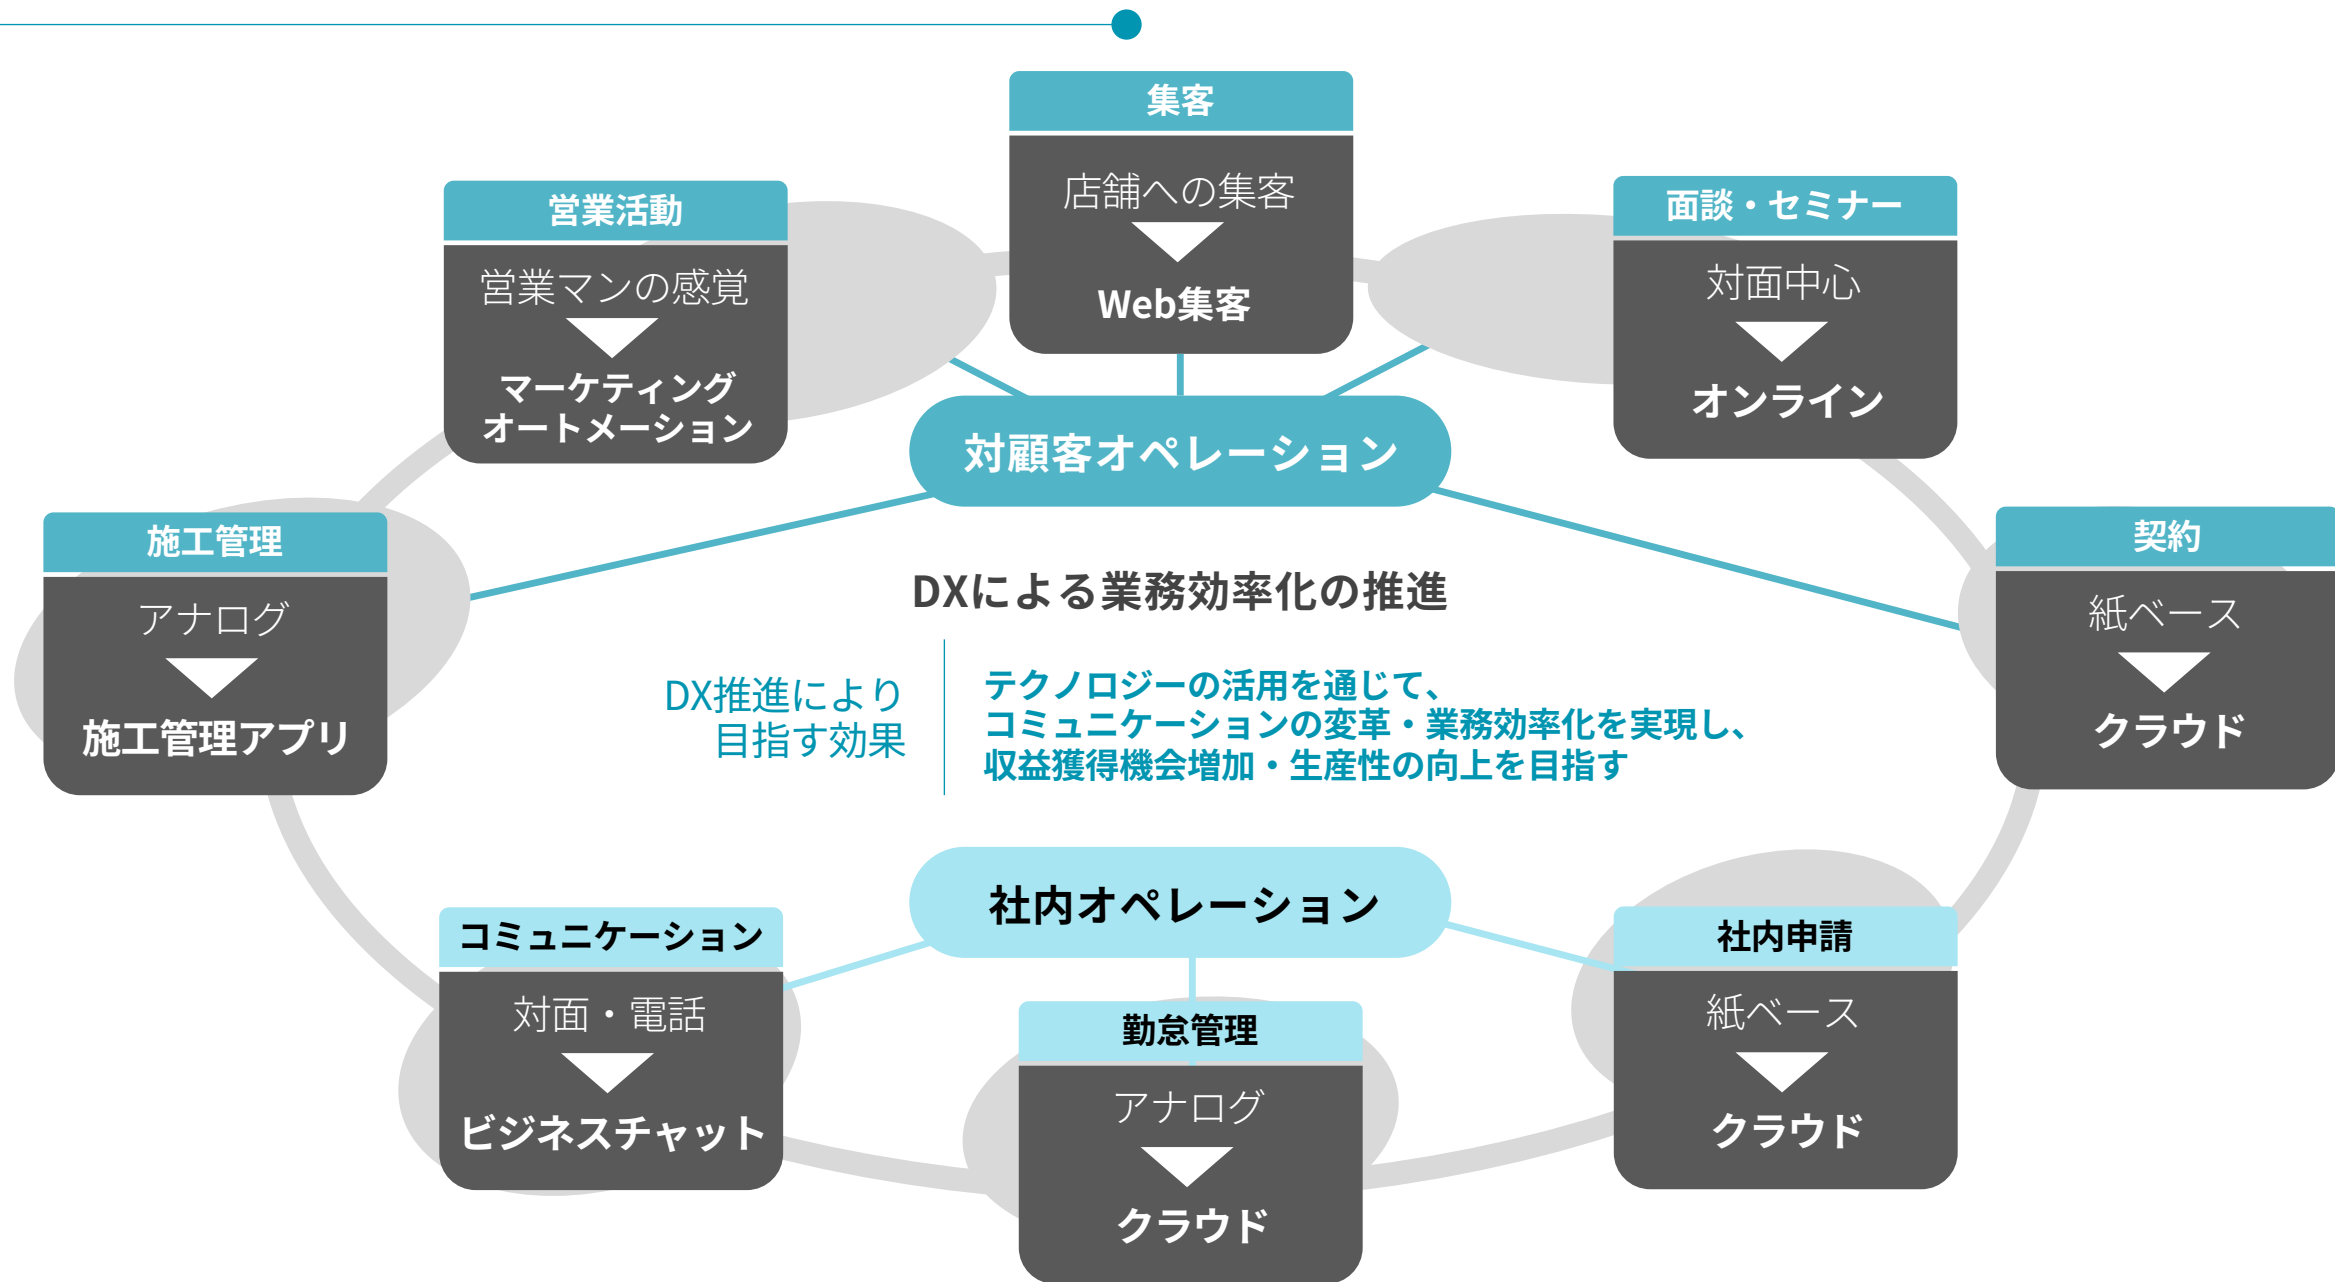 集客
店舗への集客
Web集客
営業活動
営業マンの感覚
マーケティング
オートメーション
面談・セミナー
対面中心
オンライン
対顧客オペレーション
施工管理
アナログ
施工管理アプリ
契約
紙ベース
クラウド
DXによる業務効率化の推進
DX推進により
目指す効果
テクノロジーの活用を通じて、
コミュニケーションの変革・業務効率化を実現し、
収益獲得機会増加・生産性の向上を目指す
社内オペレーション
コミュニケーション
対面・電話
ビジネスチャット
勤怠管理
アナログ
クラウド
社内申請
紙ベース
クラウド